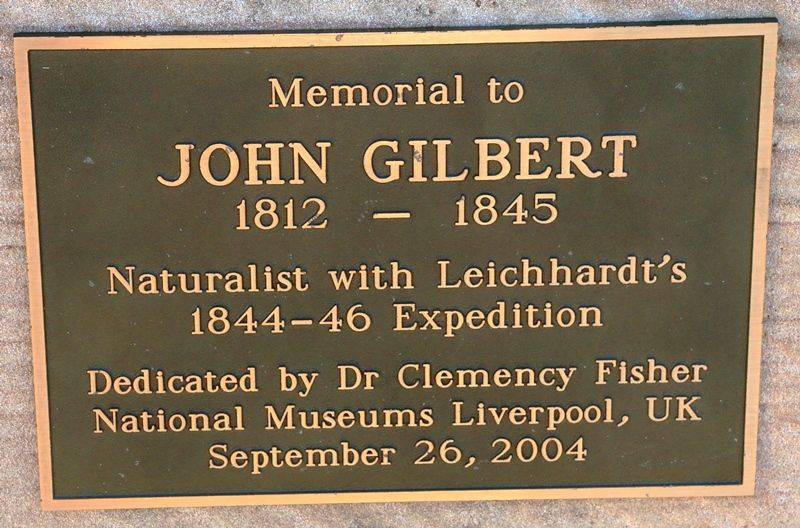 Memorial to
JOHN GILBERT
1812 — 1845
Naturalist with Leichhardt's
1844-46 Expedition
Dedicated by Dr Clemency Fisher
National Museums Liverpool, UK
September 26, 2004